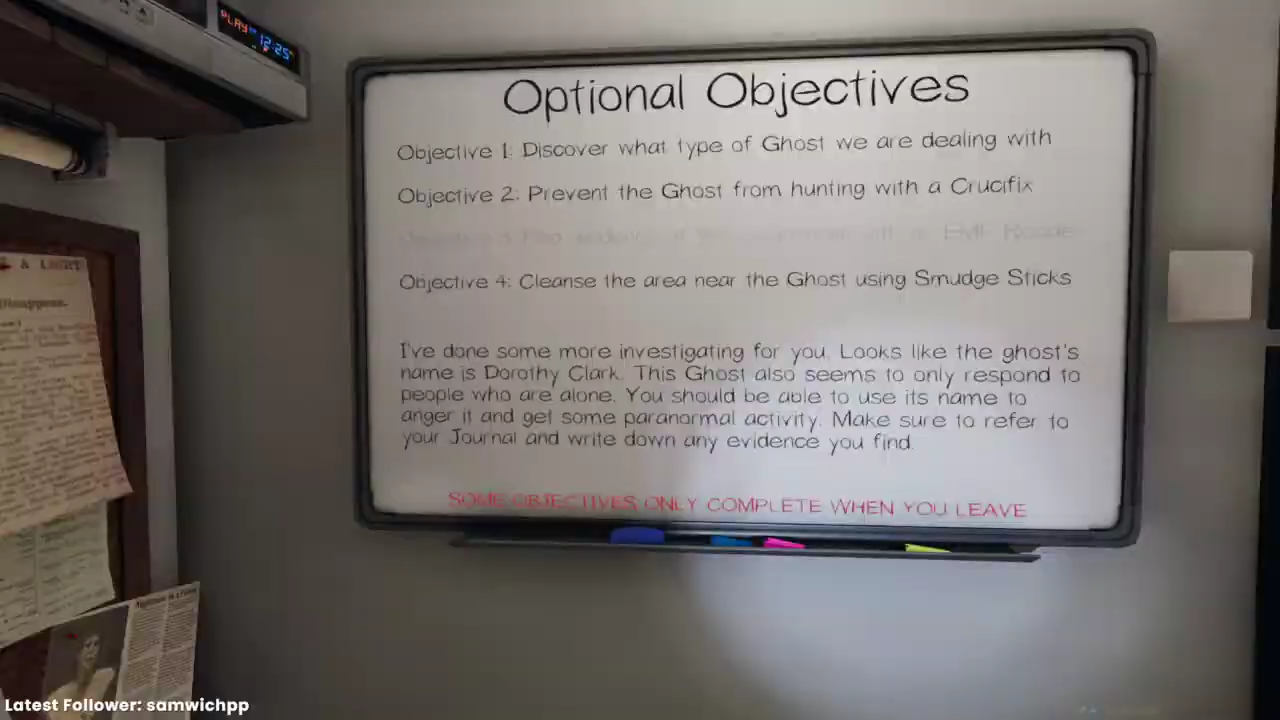 PLAY
12:25
Optional Objectives
Objective 1: Discover what type of Ghost we are dealing with
Objective 2: Prevent the Ghost from hunting with a Crucifix
EMF Reader
Objective 4: Cleanse the area near the Ghost using Smudge Sticks
I've done some more investigating for you. Looks like the ghost's
name is Dorothy Clark. This Ghost also seems to only respond to
people who are alone. You should be able to use its name to
anger it and get some paranormal activity. Make sure to refer to
your Journal and write down any evidence you find.
SOME OBJECTIVES ONLY COMPLETE WHEN YOU LEAVE
Latest Follower: samwichpp